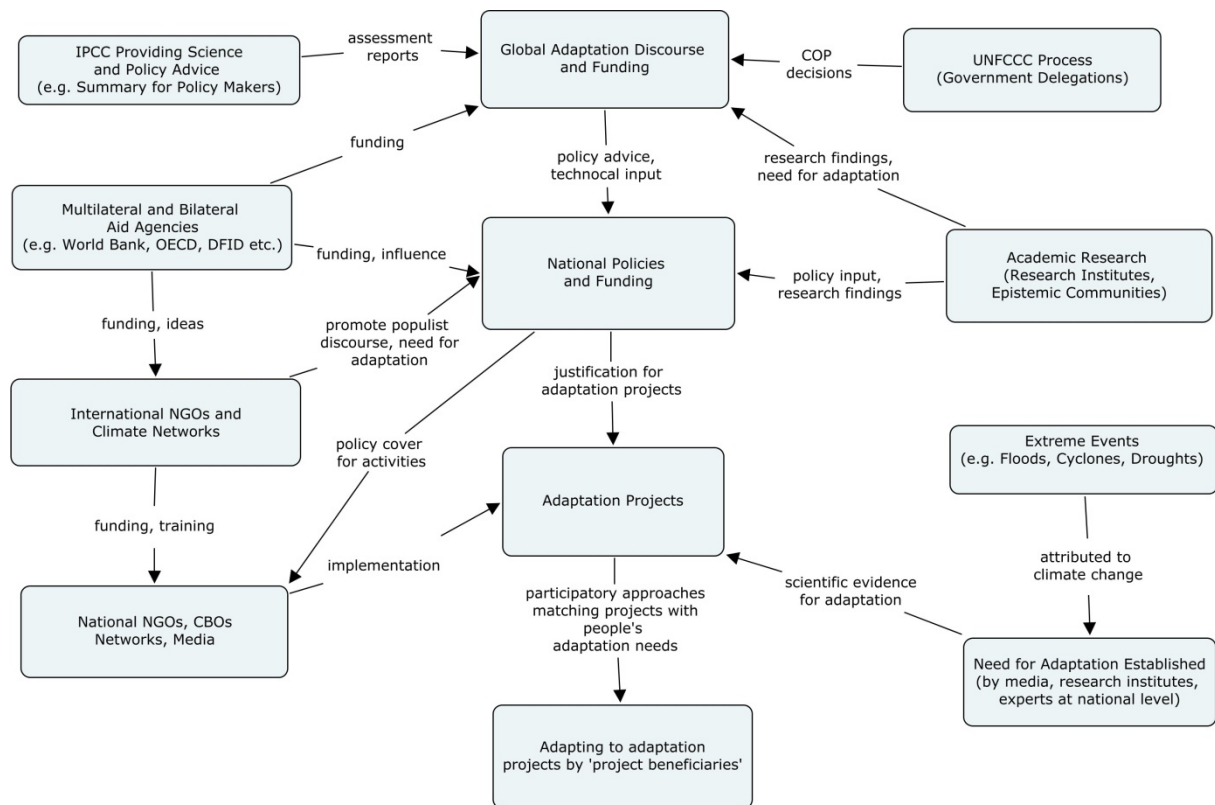 IPCC Providing Science
and Policy Advice
(e.g. Summary for Policy Makers)
assessment
reports
Global Adaptation Discourse
and Funding
COP
decisions
UNFCCC Process
(Government Delegations)
funding
policy advice,
technocal input
research findings,
need for adaptation
Multilateral and Bilateral
Aid Agencies
(e.g. World Bank, OECD, DFID etc.)
funding, influence
National Policies
and Funding
policy input,
research findings
Academic Research
(Research Institutes,
Epistemic Communities)
funding, ideas
promote populist
discourse, need for
adaptation
justification for
adaptation projects
International NGOs and
Climate Networks
policy cover
for activities
Extreme Events
(e.g. Floods, Cyclones, Droughts)
Adaptation Projects
funding, training
implementation
attributed to
climate change
scientific evidence
for adaptation
participatory approaches
matching projects with
people's
adaptation needs
National NGOs, CBOs
Networks, Media
Need for Adaptation Established
(by media, research institutes,
experts at national level)
Adapting to adaptation
projects by 'project beneficiaries'